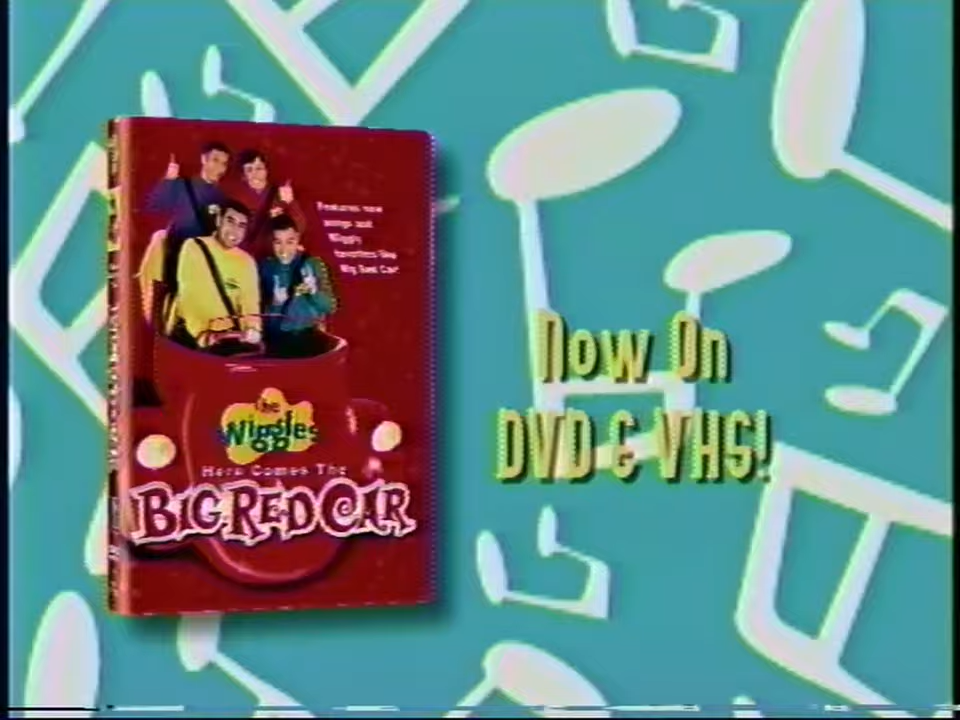 Features new
songs and
Wiggly
favorites like
Big Red Car
the
Wiggles
Here Comes The
BIG RED CAR
Now On
DVD & VHS!